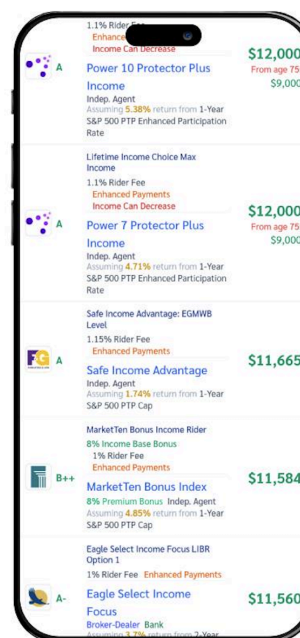 1.1% Rider Fee
Enhance
Income Can Decrease
A
Power 10 Protector Plus
Income
Indep. Agent
Assuming 5.38% return from 1-Year
S&P 500 PTP Enhanced Participation
Rate
$12,000
From age 75
$9,000
Lifetime Income Choice Max
Income
1.1% Rider Fee
Enhanced Payments
Income Can Decrease
A
Power 7 Protector Plus
Income
Indep. Agent
Assuming 4.71% return from 1-Year
S&P 500 PTP Enhanced Participation
Rate
$12,000
From age 75
$9,000
Safe Income Advantage: EGMWB
Level
1.15% Rider Fee
Enhanced Payments
F&G
A
Safe Income Advantage
Indep. Agent
Assuming 1.74% return from 1-Year
S&P 500 PTP Cap
$11,665
MarketTen Bonus Income Rider
8% Income Base Bonus
1% Rider Fee
Enhanced Payments
B++
MarketTen Bonus Index
8% Premium Bonus Indep. Agent
Assuming 4.85% return from 1-Year
S&P 500 PTP Cap
$11,584
Eagle Select Income Focus LIBR
Option 1
1% Rider Fee Enhanced Payments
A-
Eagle Select Income
Focus
Broker-Dealer Bank
Assuming 3.7% return from 2-Year
$11,560